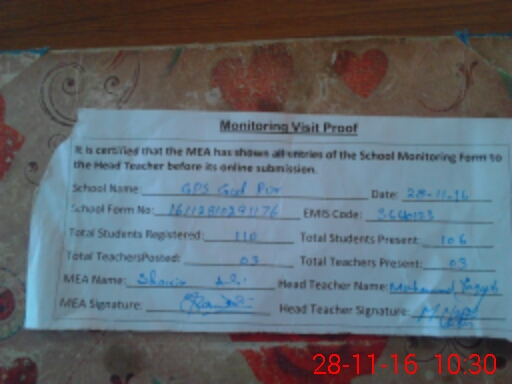 Monitoring Visit Proof
It is certified that the MEA has shown all entries of the School Monitoring Form to
the Head Teacher before its online submission.
School Name: GPS Pur Date: 28-11-16
School Form No: EMIS Code:
Total Students Registered: 110 Total Students Present: 106
Total TeachersPosted: 03 Total Teachers Present: 03
MEA Name: Head Teacher Name: Muhammad
MEA Signature: Head Teacher Signature:
28-11-16 10:30